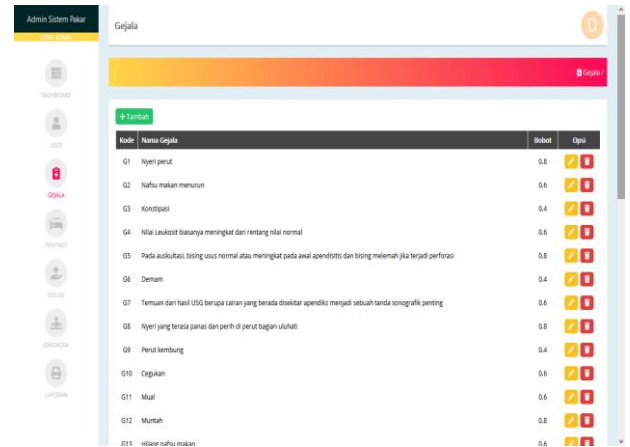 Admin Sistem Pakar
Gejala
D
DASHBOARD
USER
GEJALA
PENYAKIT
SOLUSI
DIAGNOSA
LAPORAN
Gejala /
+ Tambah
Kode Nama Gejala Bobot Opsi
G1 Nyeri perut 0.8
G2 Nafsu makan menurun 0.6
G3 Konstipasi 0.4
G4 Nilai Leukosit biasanya meningkat dari rentang nilai normal 0.6
G5 Pada auskultasi, bising usus normal atau meningkat pada awal apendisitis dan bising melemah jika terjadi perforasi 0.8
G6 Demam 0.4
G7 Temuan dari hasil USG berupa cairan yang berada disekitar apendiks menjadi sebuah tanda sonografik penting 0.6
G8 Nyeri yang terasa panas dan perih di perut bagian uluhati 0.8
G9 Perut kembung 0.4
G10 Cegukan 0.6
G11 Mual 0.6
G12 Muntah 0.8
G13 Hilang nafsu makan 0.6